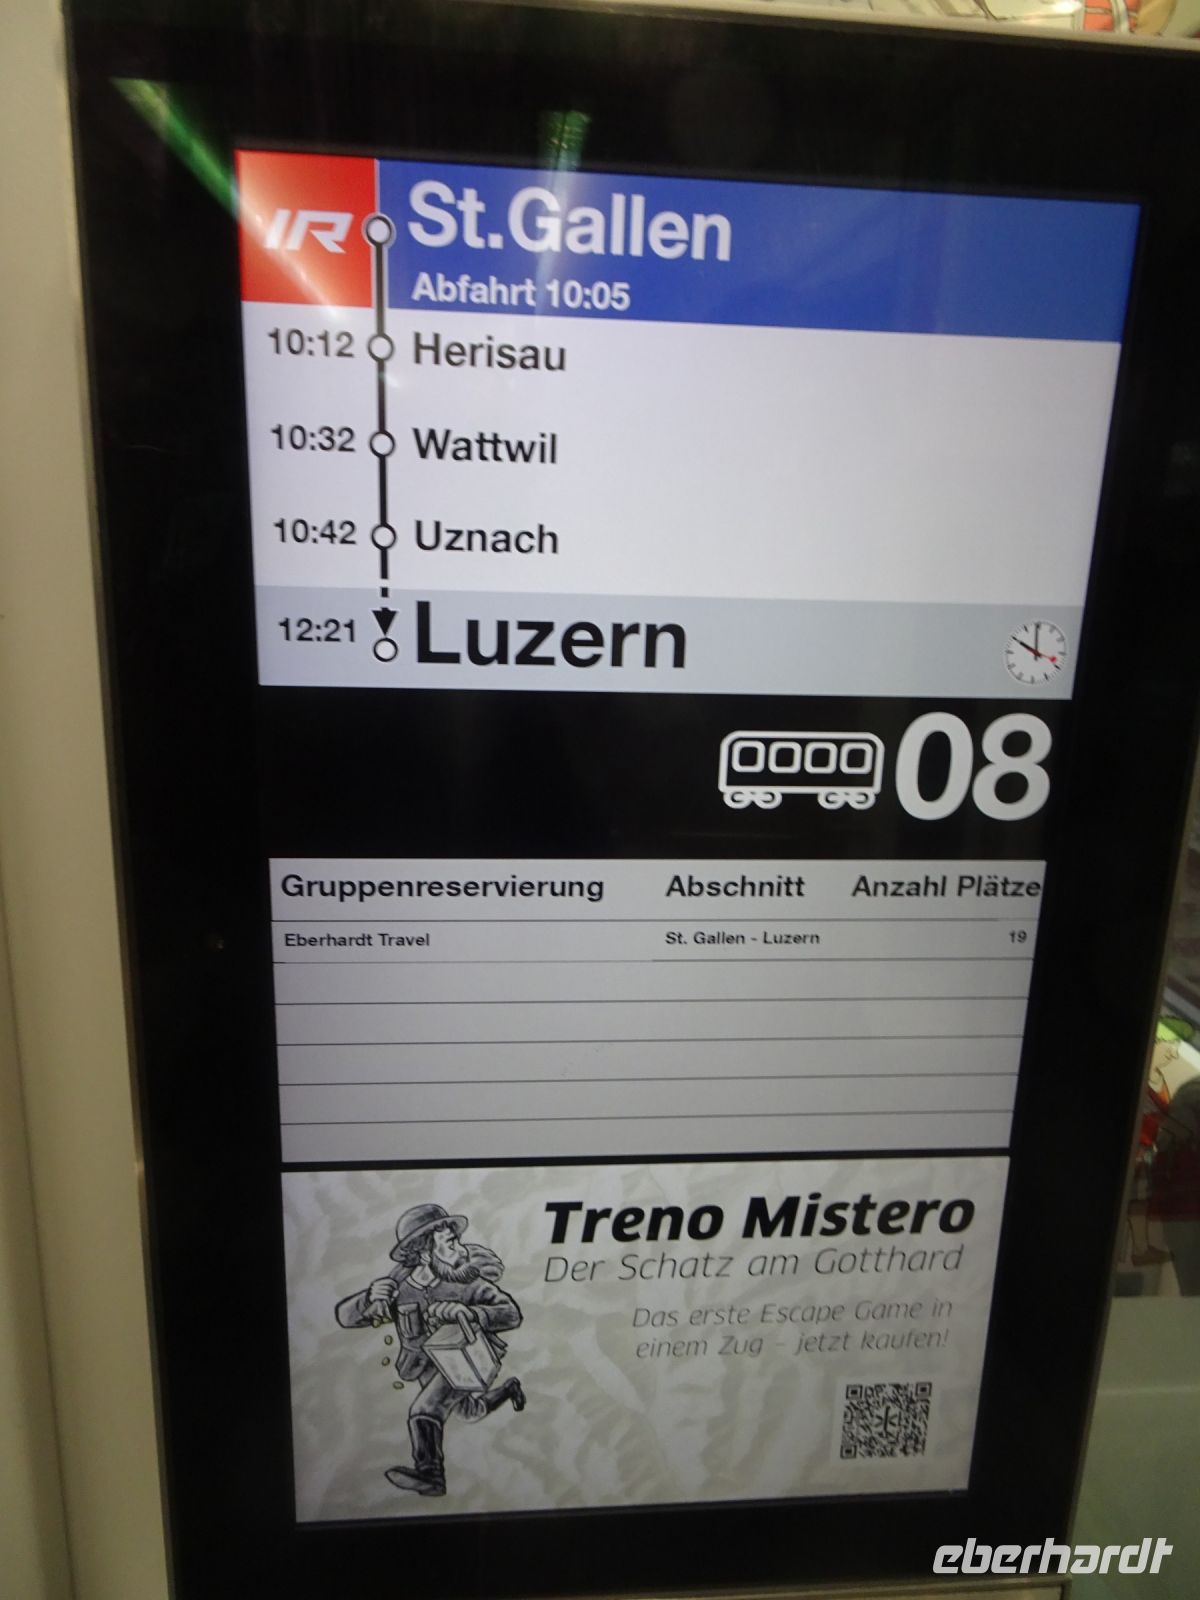 IR
St.Gallen
Abfahrt 10:05
10:12 Herisau
10:32 Wattwil
10:42 Uznach
12:21 Luzern
08
Gruppenreservierung Abschnitt Anzahl Plätze
Eberhardt Travel St. Gallen - Luzern 19
Treno Mistero
Der Schatz am Gotthard
Das erste Escape Game in
einem Zug – jetzt kaufen!
eberhardt